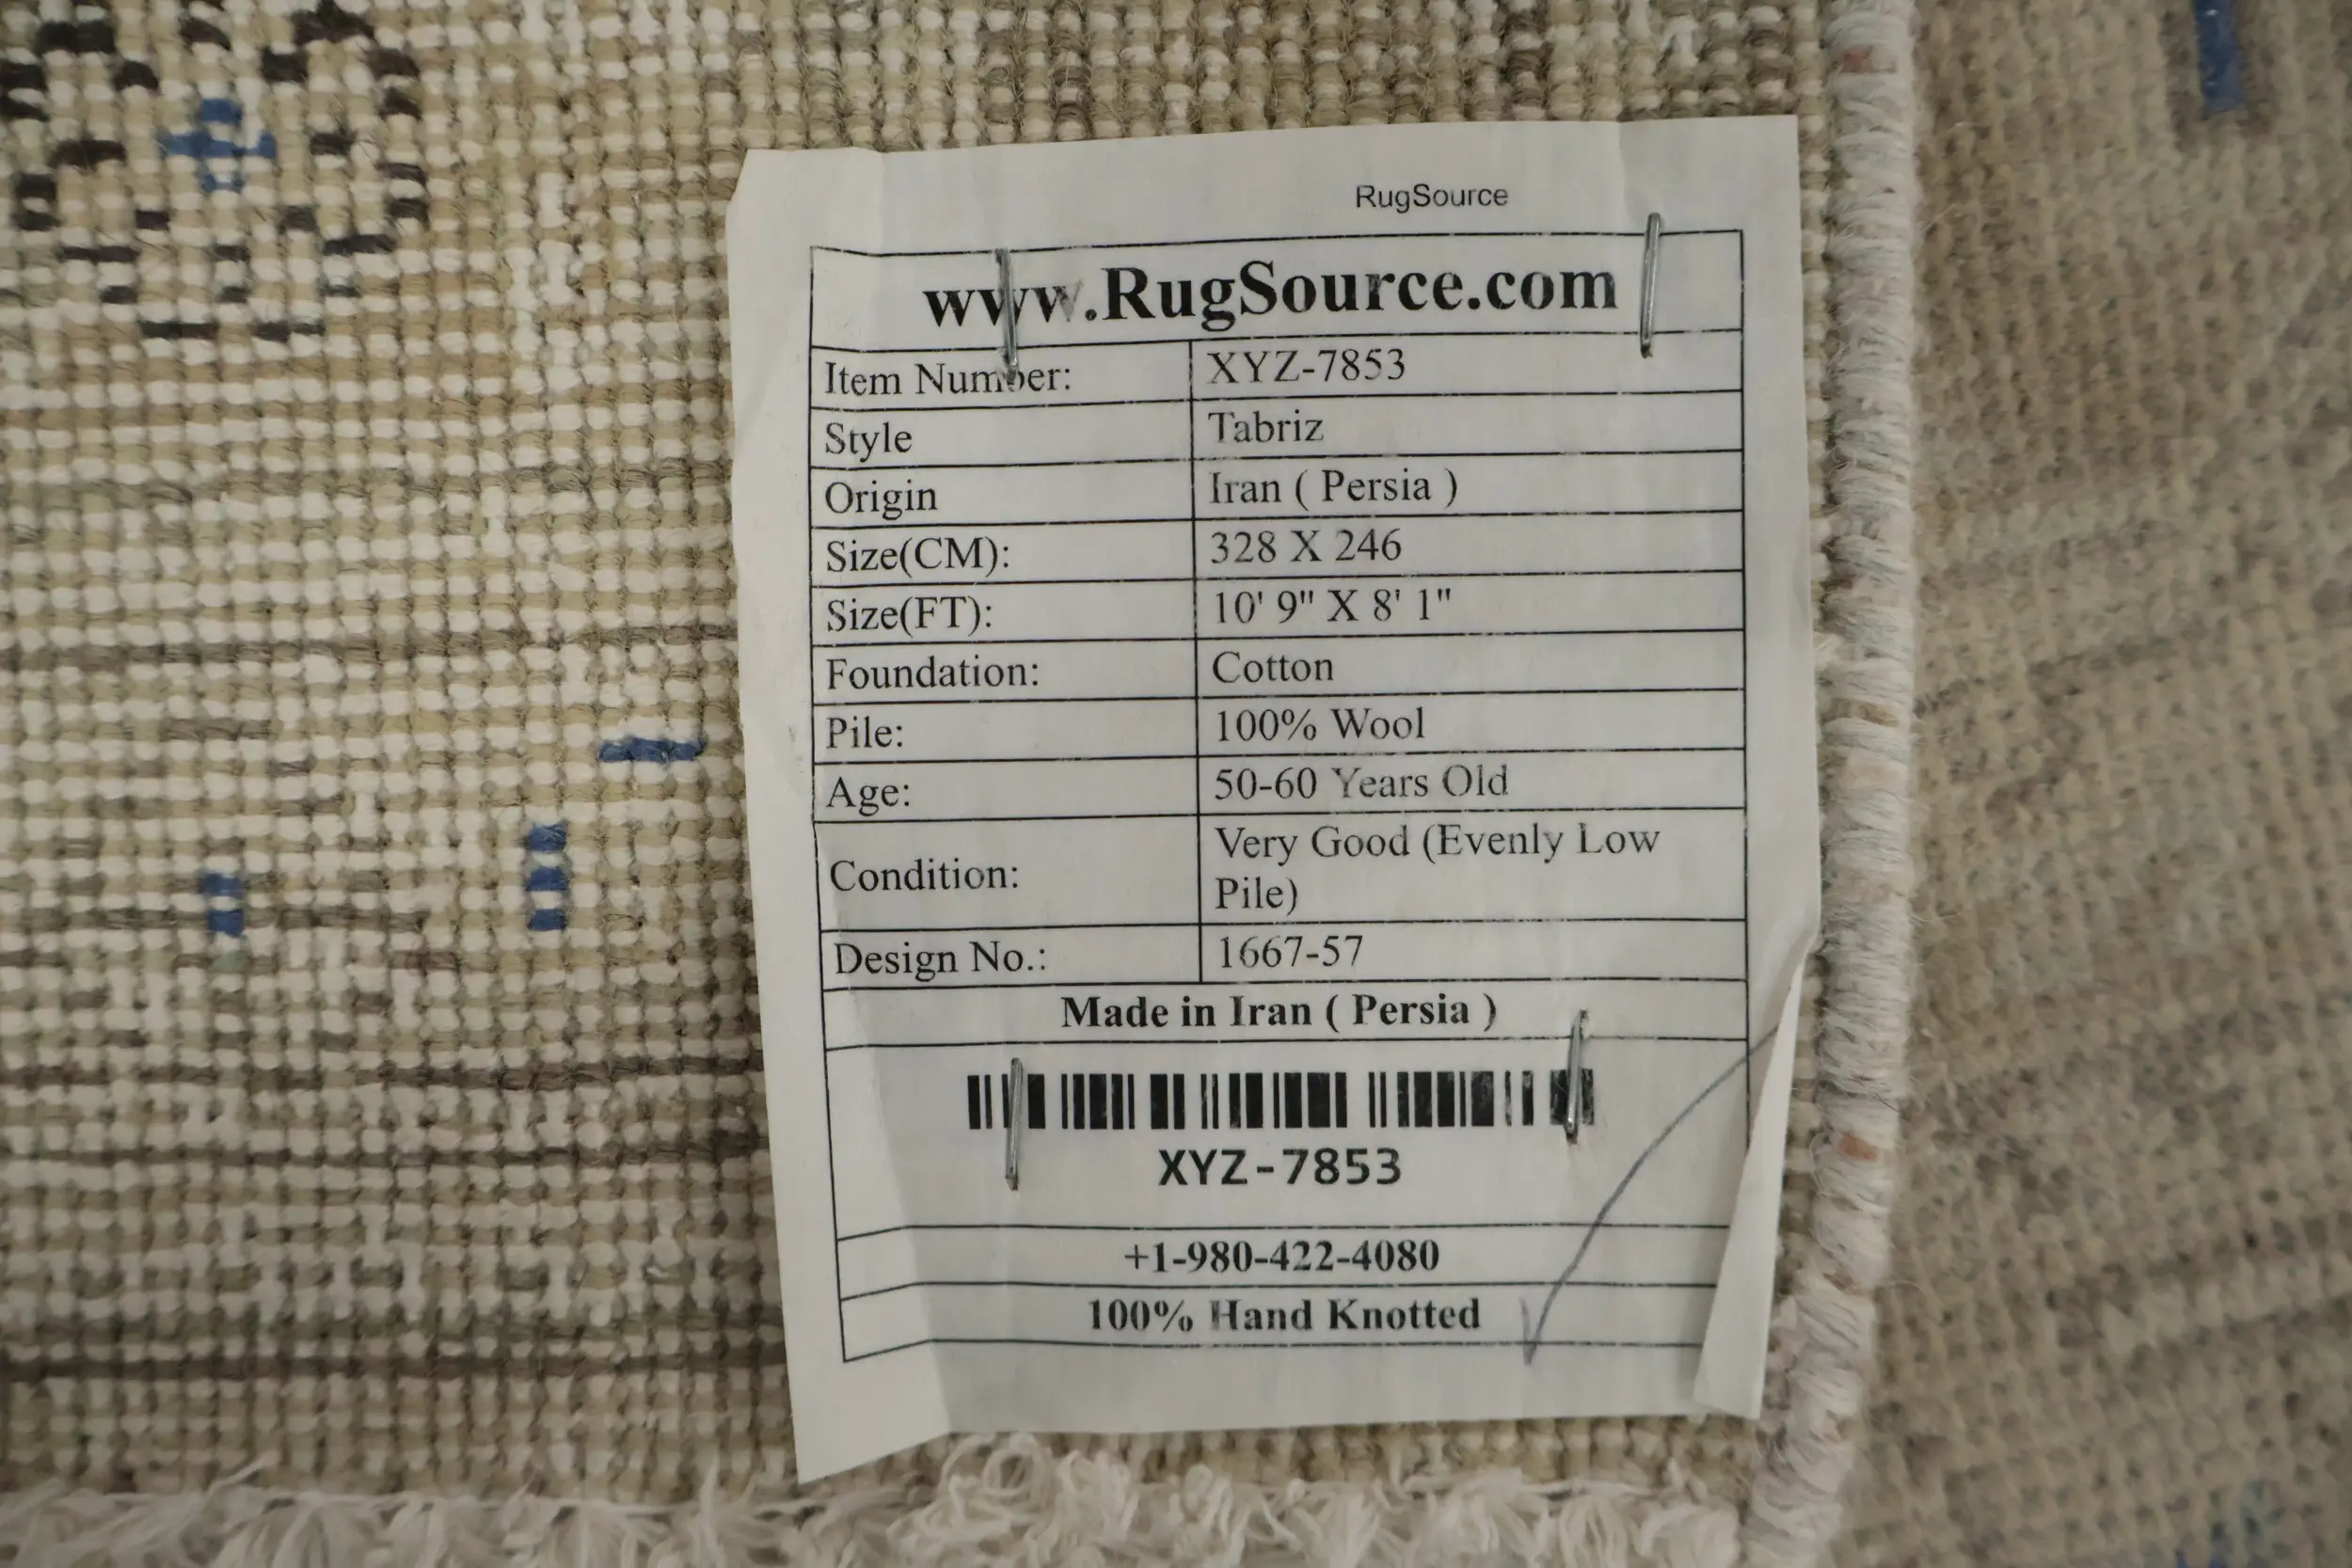 RugSource
www.RugSource.com
Item Number: XYZ-7853
Style Tabriz
Origin Iran ( Persia )
Size(CM): 328 X 246
Size(FT): 10' 9" X 8' 1"
Foundation: Cotton
Pile: 100% Wool
Age: 50-60 Years Old
Condition: Very Good (Evenly Low
Pile)
Design No.: 1667-57
Made in Iran ( Persia )
XYZ-7853
+1-980-422-4080
100% Hand Knotted